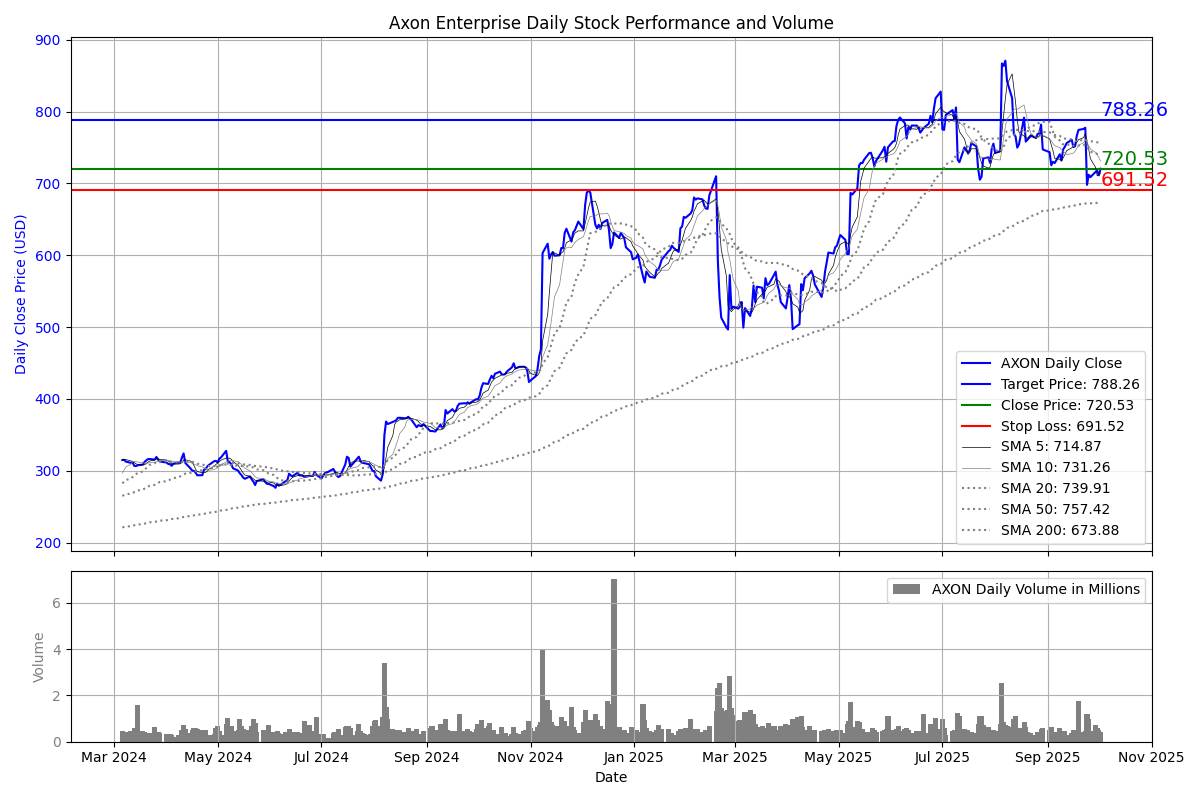 Axon Enterprise Daily Stock Performance and Volume
900
800
700
600
500
400
300
200
Daily Close Price (USD)
788.26
720.53
691.52
AXON Daily Close
Target Price: 788.26
Close Price: 720.53
Stop Loss: 691.52
SMA 5: 714.87
SMA 10: 731.26
SMA 20: 739.91
SMA 50: 757.42
SMA 200: 673.88
AXON Daily Volume in Millions
6
4
2
0
Volume
Mar 2024 May 2024 Jul 2024 Sep 2024 Nov 2024 Jan 2025 Mar 2025 May 2025 Jul 2025 Sep 2025 Nov 2025
Date